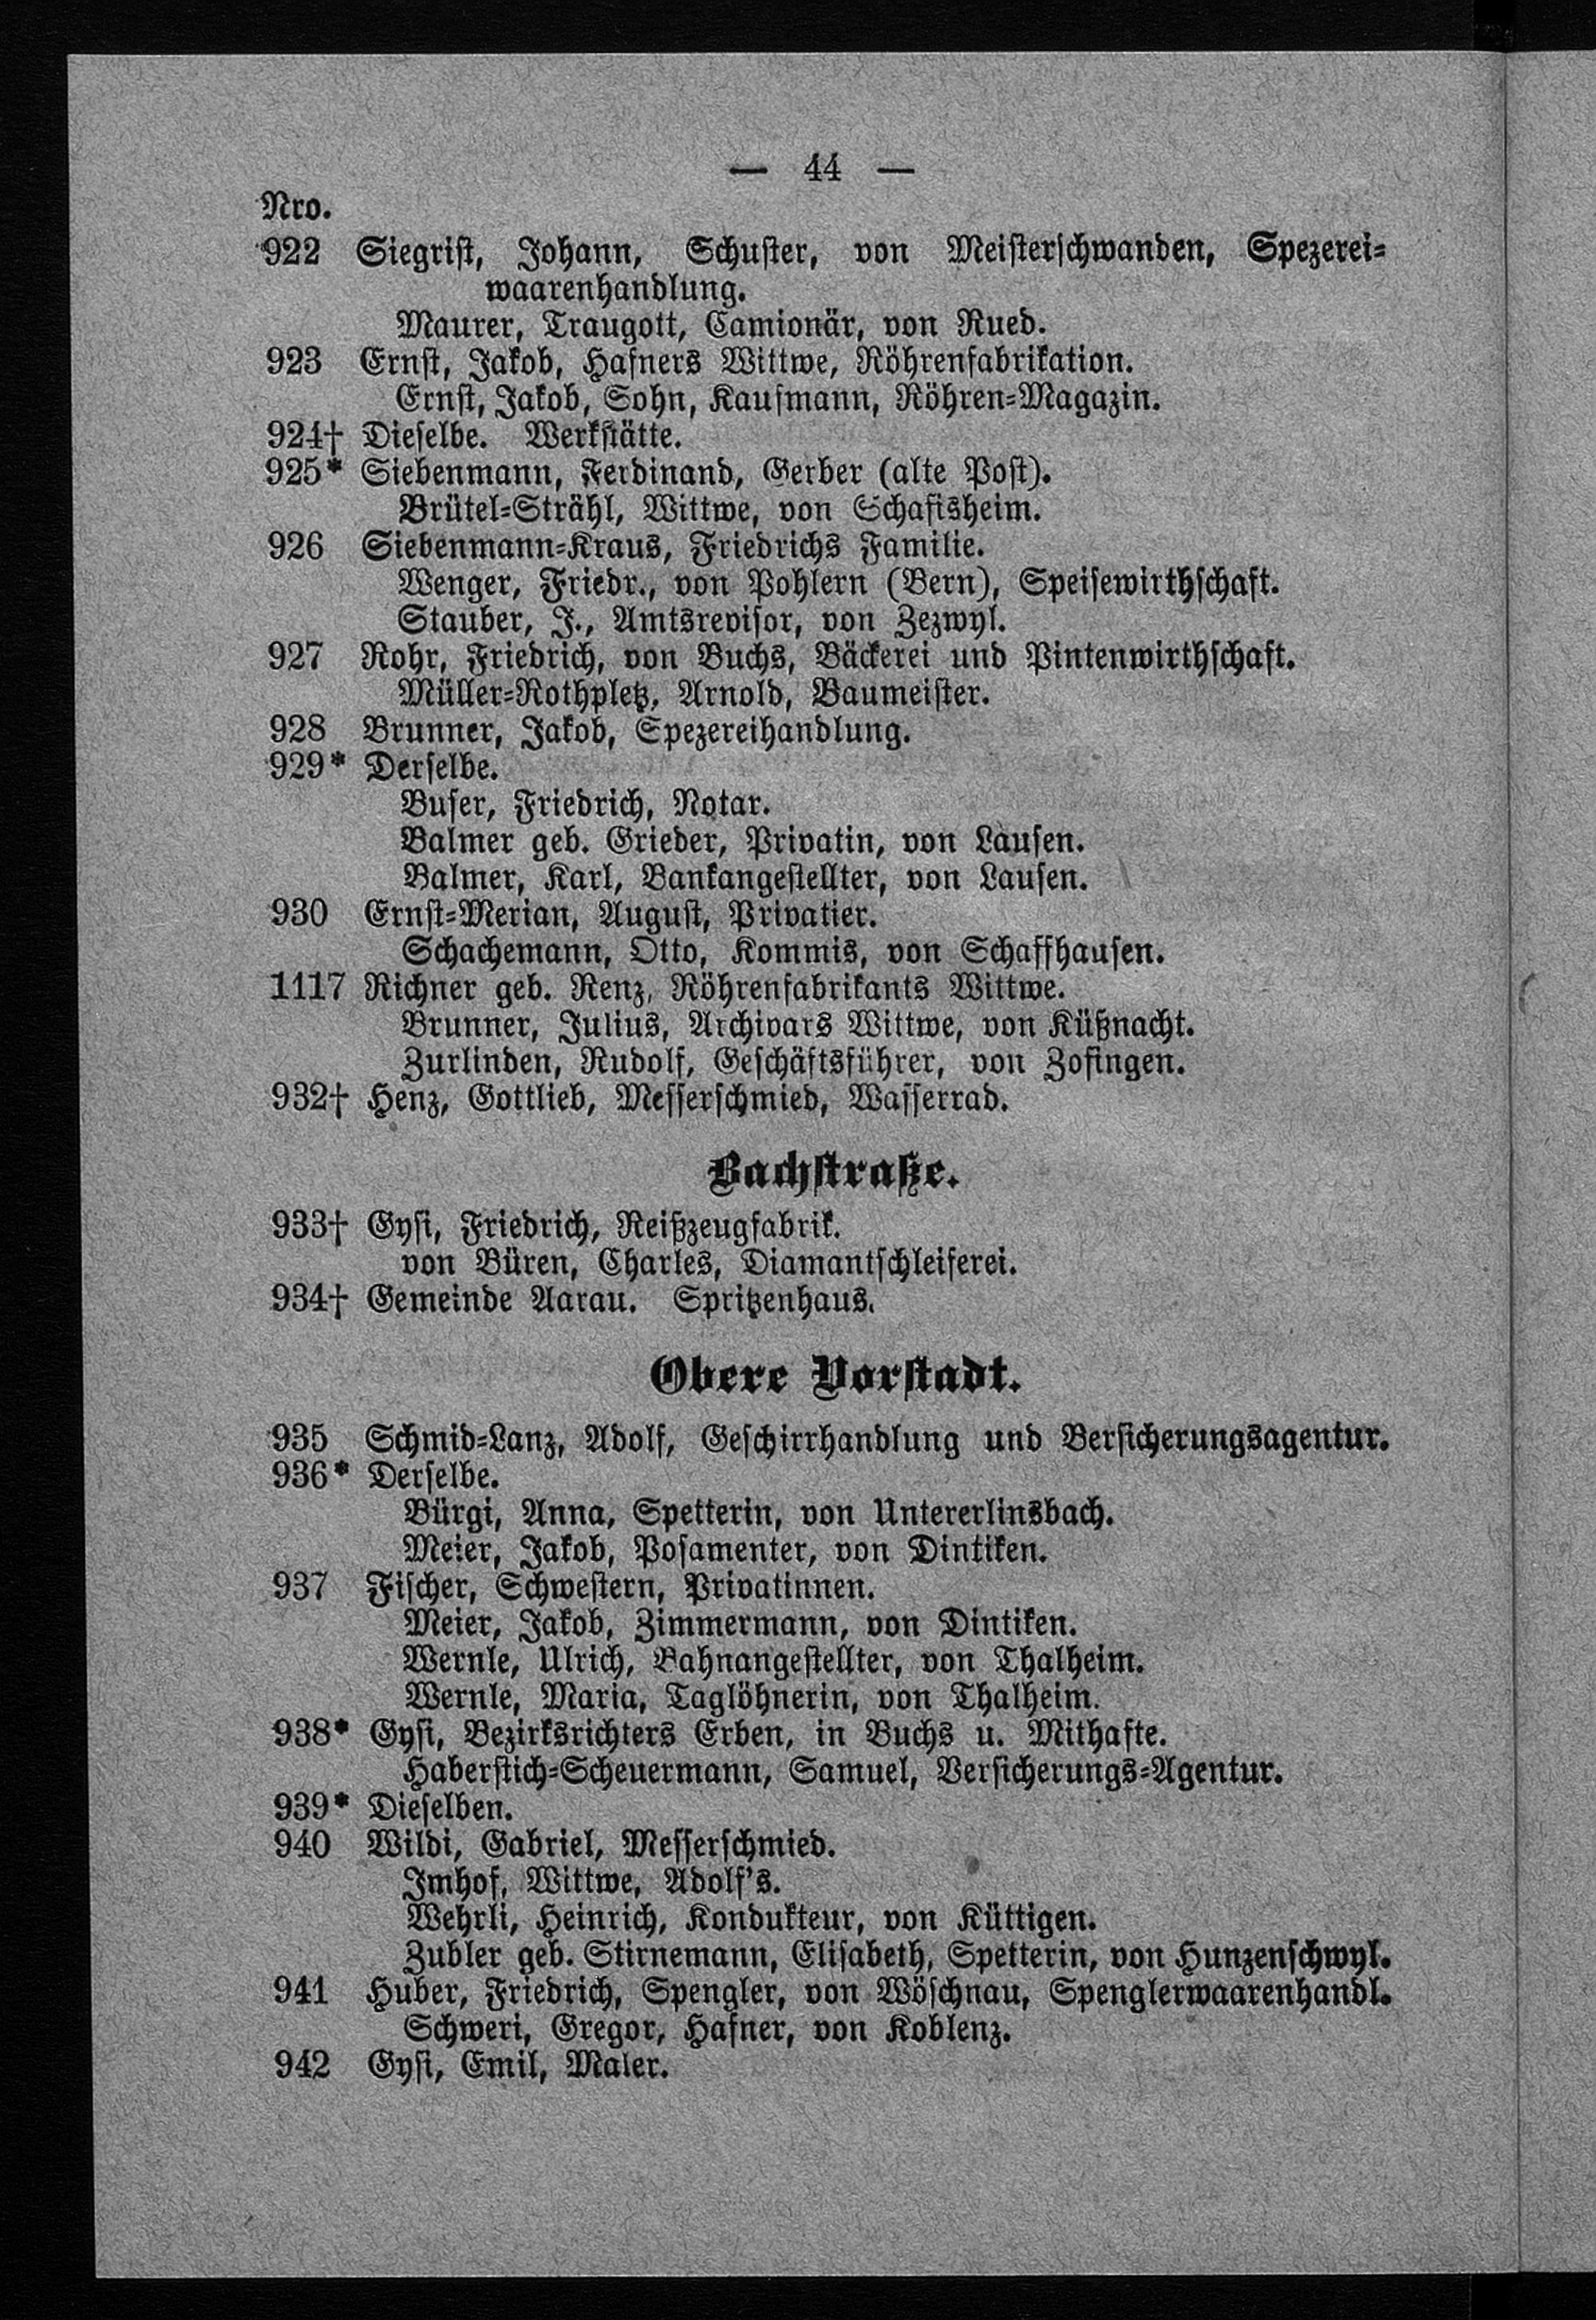 — 44 —
Nro.
922 Siegrist, Johann, Schuster, von Meisterschwanden, Spezerei-
waarenhandlung.
Maurer, Traugott, Camionär, von Rued.
923 Ernst, Jakob, Hafners Wittwe, Röhrenfabrikation.
Ernst, Jakob, Sohn, Kaufmann, Röhren-Magazin.
924† Dieselbe. Werkstätte.
925* Siebenmann, Ferdinand, Gerber (alte Post).
Brütel-Strähl, Wittwe, von Schafisheim.
926 Siebenmann-Kraus, Friedrichs Familie.
Wenger, Friedr., von Pohlern (Bern), Speisewirthschaft.
Stauber, J., Amtsrevisor, von Zezwyl.
927 Rohr, Friedrich, von Buchs, Bäckerei und Pintenwirthschaft.
Müller-Rothpletz, Arnold, Baumeister.
928 Brunner, Jakob, Spezereihandlung.
929* Derselbe.
Buser, Friedrich, Notar.
Balmer geb. Grieder, Privatin, von Lausen.
Balmer, Karl, Bankangestellter, von Lausen.
930 Ernst-Merian, August, Privatier.
Schachemann, Otto, Kommis, von Schaffhausen.
1117 Richner geb. Renz, Röhrenfabrikants Wittwe.
Brunner, Julius, Archivars Wittwe, von Küßnacht.
Zurlinden, Rudolf, Geschäftsführer, von Zofingen.
932† Henz, Gottlieb, Messerschmied, Wasserrad.
Bachstraße.
933† Gysi, Friedrich, Reißzeugfabrik.
von Büren, Charles, Diamantschleiferei.
934† Gemeinde Aarau. Spritzenhaus.
Obere Vorstadt.
935 Schmid-Lanz, Adolf, Geschirrhandlung und Versicherungsagentur.
936* Derselbe.
Bürgi, Anna, Spetterin, von Untererlinsbach.
Meier, Jakob, Posamenter, von Dintiken.
937 Fischer, Schwestern, Privatinnen.
Meier, Jakob, Zimmermann, von Dintiken.
Wernle, Ulrich, Bahnangestellter, von Thalheim.
Wernle, Maria, Taglöhnerin, von Thalheim.
938* Gysi, Bezirksrichters Erben, in Buchs u. Mithafte.
Haberstich-Scheuermann, Samuel, Versicherungs-Agentur.
939* Dieselben.
940 Wildi, Gabriel, Messerschmied.
Imhof, Wittwe, Adolf's.
Wehrli, Heinrich, Kondukteur, von Küttigen.
Zubler geb. Stirnemann, Elisabeth, Spetterin, von Hunzenschwyl.
941 Huber, Friedrich, Spengler, von Wöschnau, Spenglerwaarenhandl.
Schweri, Gregor, Hafner, von Koblenz.
942 Gysi, Emil, Maler.